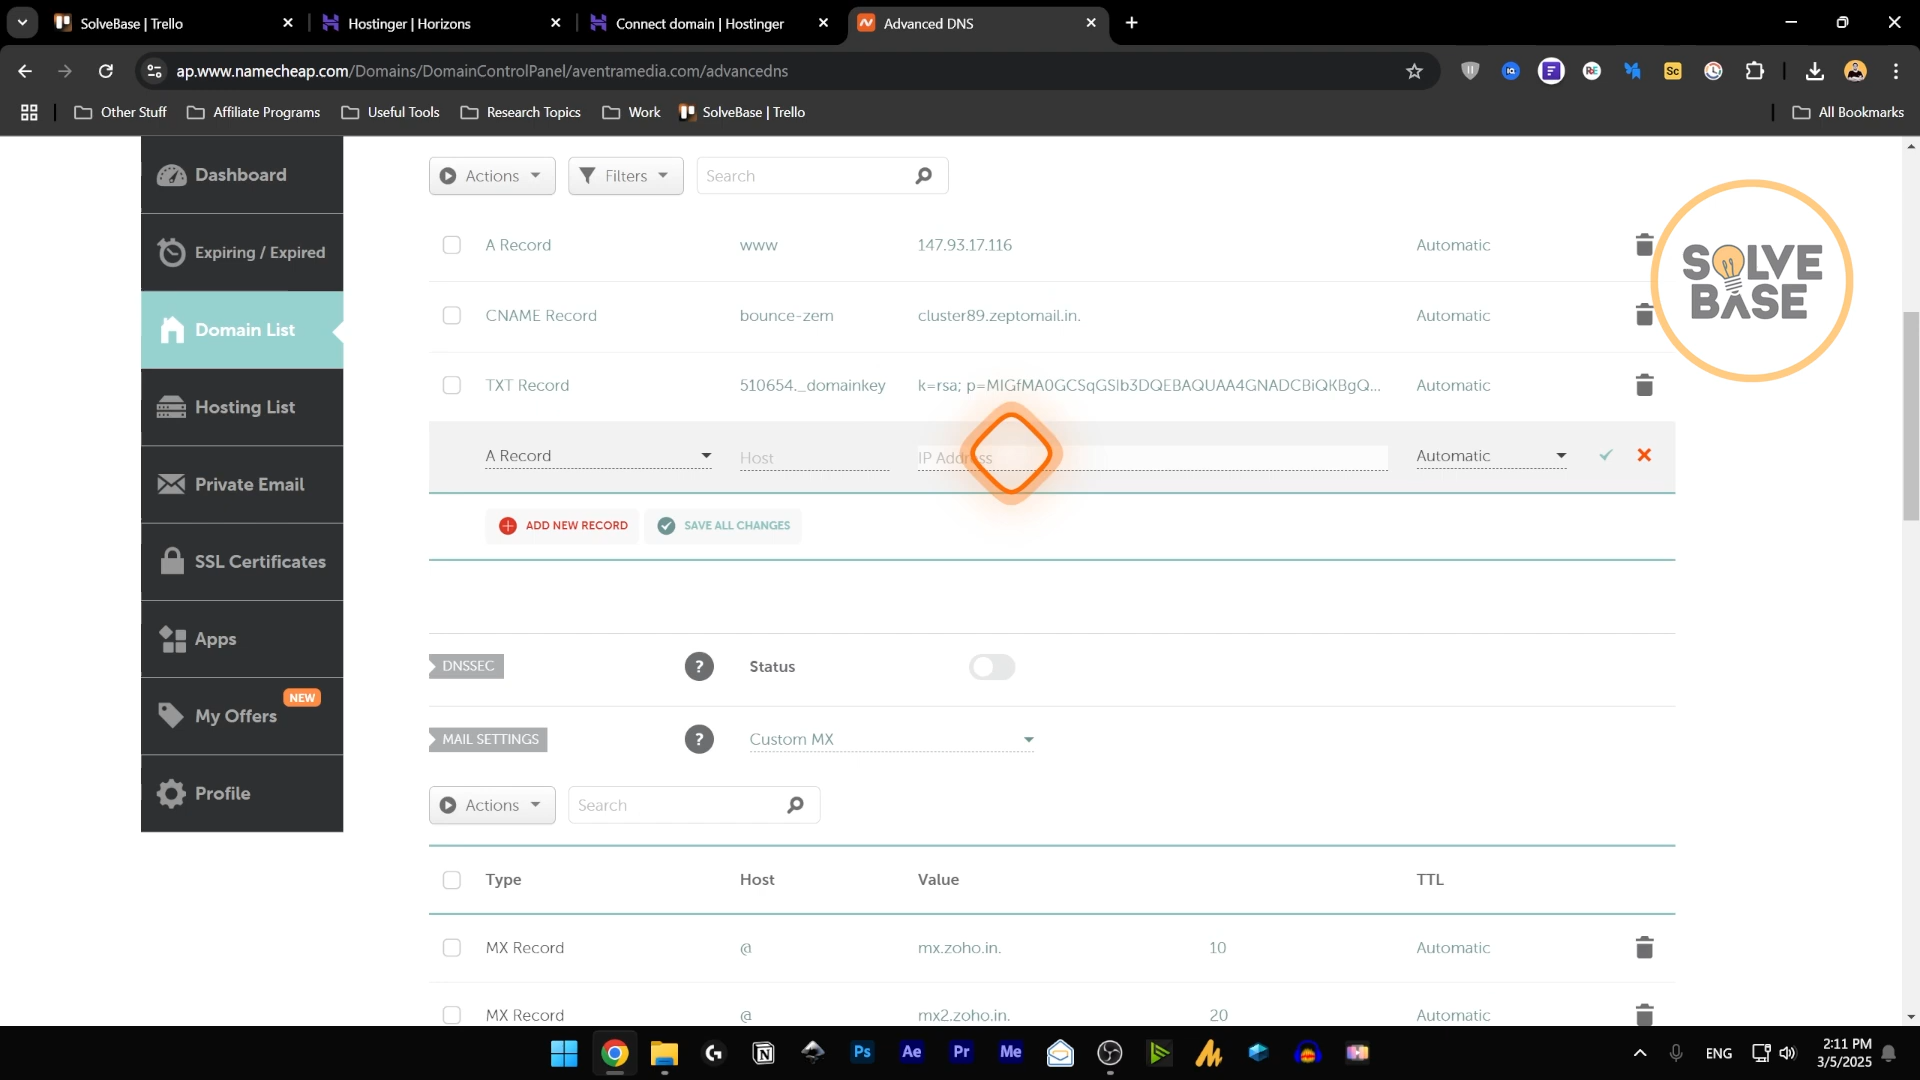 SolveBase | Trello
Hostinger | Horizons
Connect domain | Hostinger
Advanced DNS
ap.www.namecheap.com/Domains/DomainControlPanel/aventramedia.com/advancedns
Other Stuff
Affiliate Programs
Useful Tools
Research Topics
Work
SolveBase | Trello
All Bookmarks
Dashboard
Expiring / Expired
Domain List
Hosting List
Private Email
SSL Certificates
Apps
NEW
My Offers
Profile
Actions
Filters
Search
A Record www 147.93.17.116 Automatic
CNAME Record bounce-zem cluster89.zeptomail.in. Automatic
TXT Record 510654._domainkey k=rsa; p=MIGfMA0GCSqGSIb3DQEBAQUAA4GNADCBiQKBgQ... Automatic
A Record Host IP Address Automatic
ADD NEW RECORD
SAVE ALL CHANGES
DNSSEC ? Status
MAIL SETTINGS ? Custom MX
Actions
Search
Type Host Value TTL
MX Record @ mx.zoho.in. 10 Automatic
MX Record @ mx2.zoho.in. 20 Automatic
SOLVE
BASE
Ps
Ae
Pr
Me
ENG
2:11 PM
3/5/2025